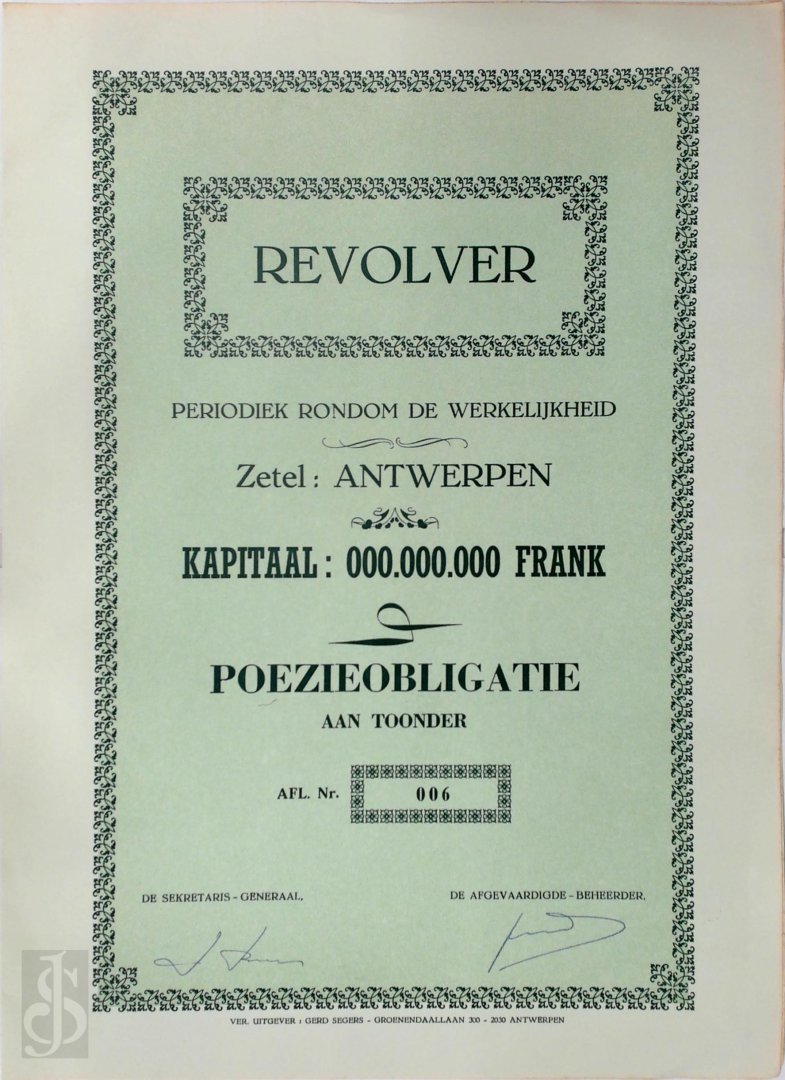 REVOLVER
PERIODIEK RONDOM DE WERKELIJKHEID
Zetel: ANTWERPEN
KAPITAAL: 000.000.000 FRANK
POEZIEOBLIGATIE
AAN TOONDER
AFL. Nr. 006
DE SEKRETARIS-GENERAAL,
DE AFGEVAARDIGDE-BEHEERDER,
VER. UITGEVER: GERD SEGERS - GROENENDAALLAAN 300 - 2030 ANTWERPEN